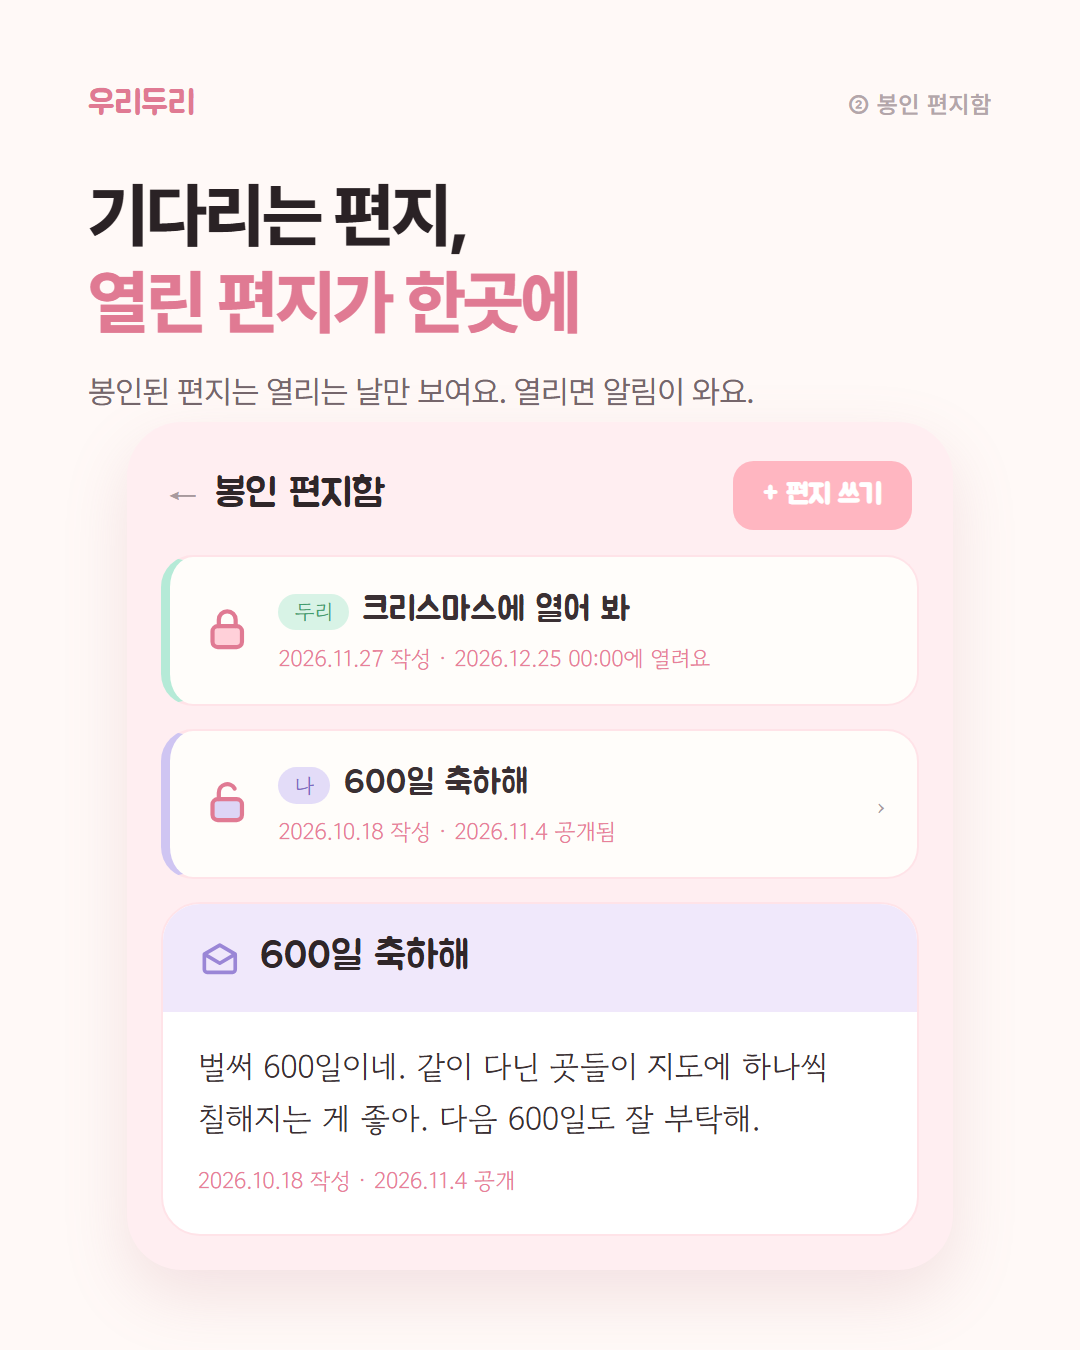 우리두리
② 봉인 편지함
기다리는 편지,
열린 편지가 한곳에
봉인된 편지는 열리는 날만 보여요. 열리면 알림이 와요.
← 봉인 편지함
+ 편지 쓰기
두리 크리스마스에 열어 봐
2026.11.27 작성 · 2026.12.25 00:00에 열려요
나 600일 축하해
2026.10.18 작성 · 2026.11.4 공개됨
›
600일 축하해
벌써 600일이네. 같이 다닌 곳들이 지도에 하나씩
칠해지는 게 좋아. 다음 600일도 잘 부탁해.
2026.10.18 작성 · 2026.11.4 공개